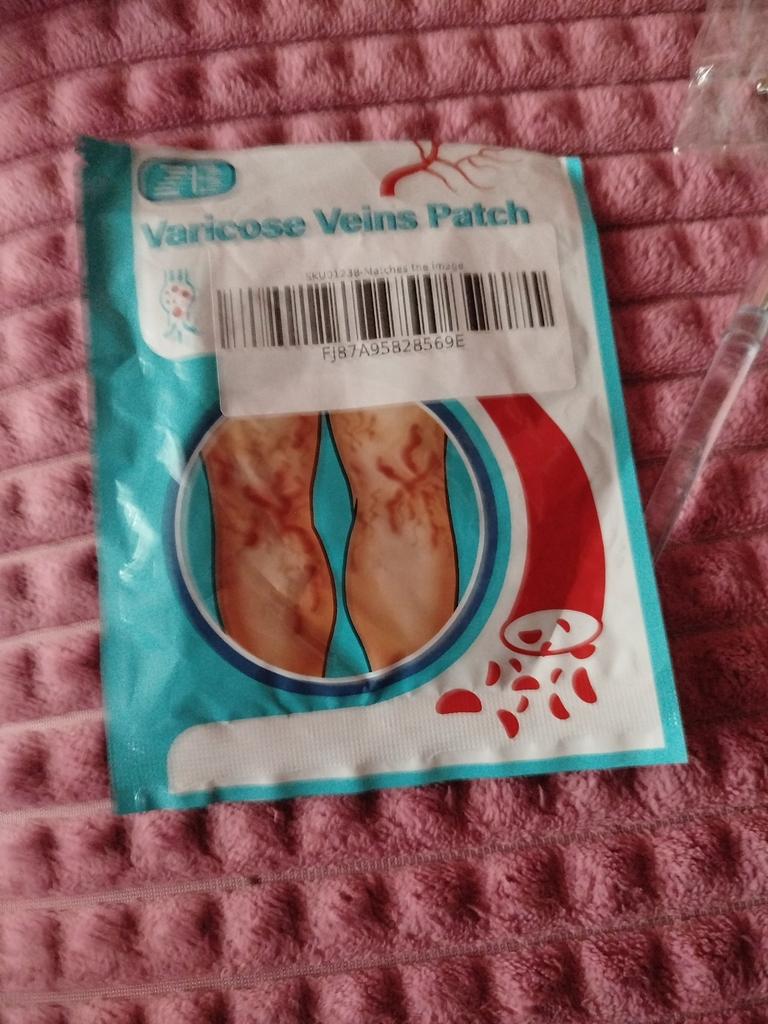 Varicose Veins Patch
SKU01238-Matches the image
FJ87A95828569E